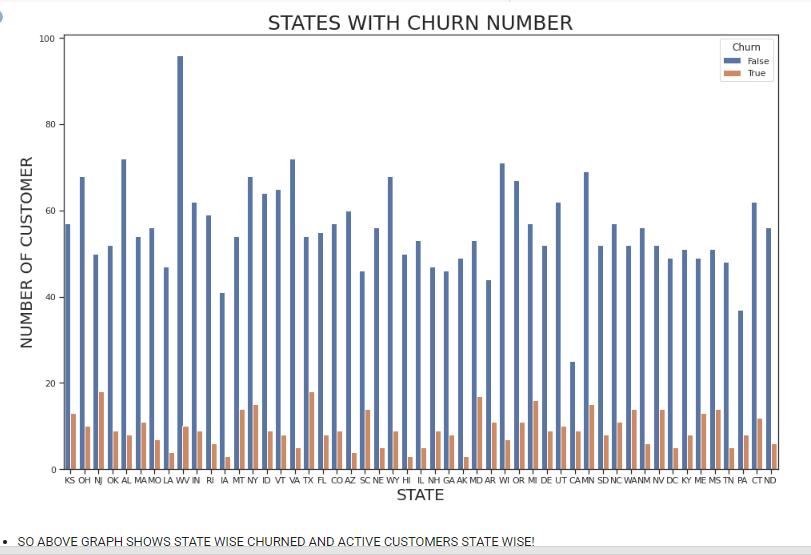 STATES WITH CHURN NUMBER
Churn
False
True
100
80
60
40
20
0
NUMBER OF CUSTOMER
KS OH NJ OK AL MA MO LA WV IN RI IA MT NY ID VT VA TX FL CO AZ SC NE WY HI IL NH GA AK MD AR WI OR MI DE UT CA MN SD NC WA NM NV DC KY ME MS TN PA CT ND
STATE
• SO ABOVE GRAPH SHOWS STATE WISE CHURNED AND ACTIVE CUSTOMERS STATE WISE!